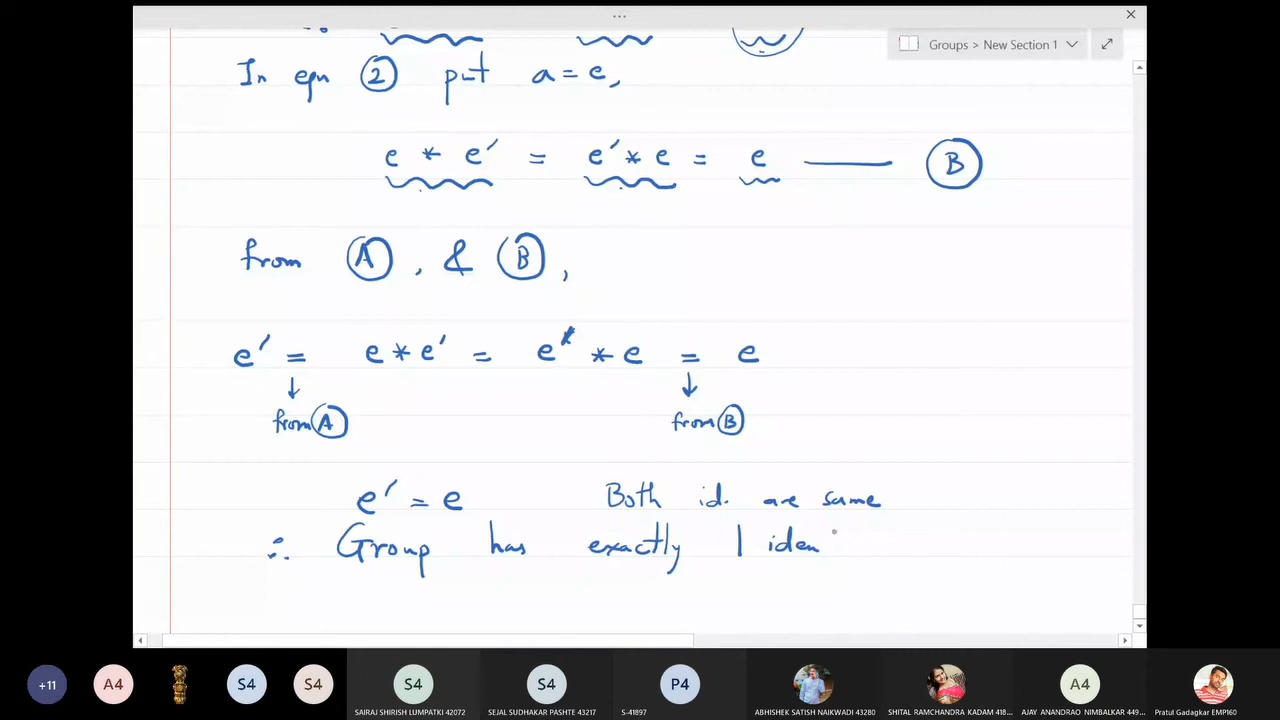 Groups > New Section 1
In eqn 2 put a = e,
e * e' = e' * e = e —— B
from A, & B,
e' = e * e' = e' * e = e
from A from B
e' = e Both id. are same
∴ Group has exactly 1 iden
+11 A4 S4 S4 S4 S4 P4 A4
SAIRAJ SHIRISH LUMPATKI 42072 SEJAL SUDHAKAR PASHTE 43217 S-41897 ABHISHEK SATISH NAIKWADI 43280 SHITAL RAMCHANDRA KADAM 418... AJAY ANANDRAO NIMBALKAR 449... Pratul Gadagkar EMP160